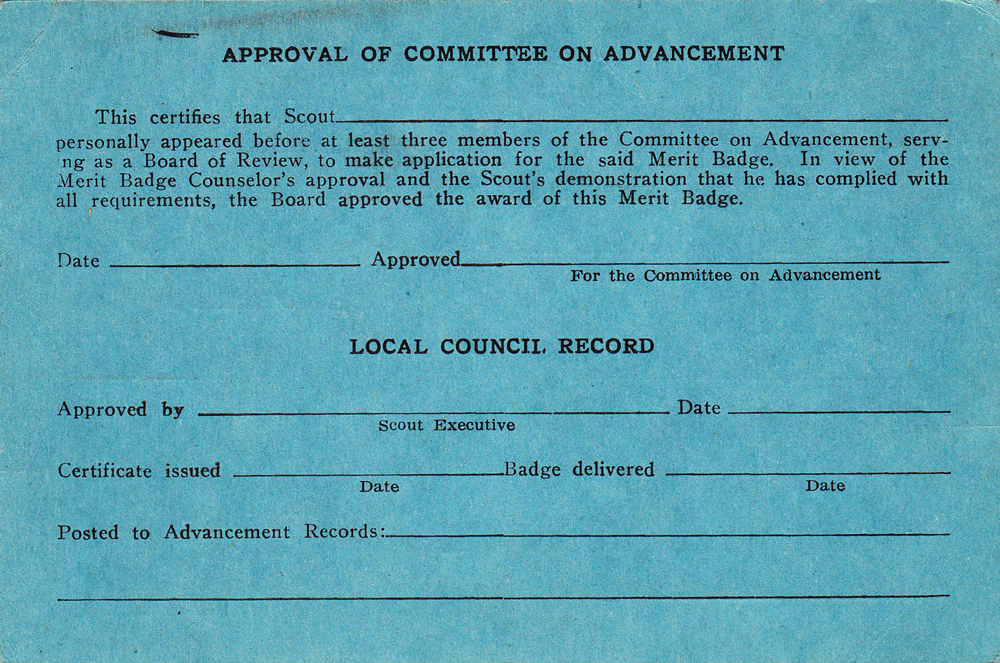 APPROVAL OF COMMITTEE ON ADVANCEMENT
This certifies that Scout
personally appeared before at least three members of the Committee on Advancement, serv-
ng as a Board of Review, to make application for the said Merit Badge. In view of the
Merit Badge Counselor's approval and the Scout's demonstration that he has complied with
all requirements, the Board approved the award of this Merit Badge.
Date Approved
For the Committee on Advancement
LOCAL COUNCIL RECORD
Approved by Date
Scout Executive
Certificate issued Badge delivered
Date Date
Posted to Advancement Records: